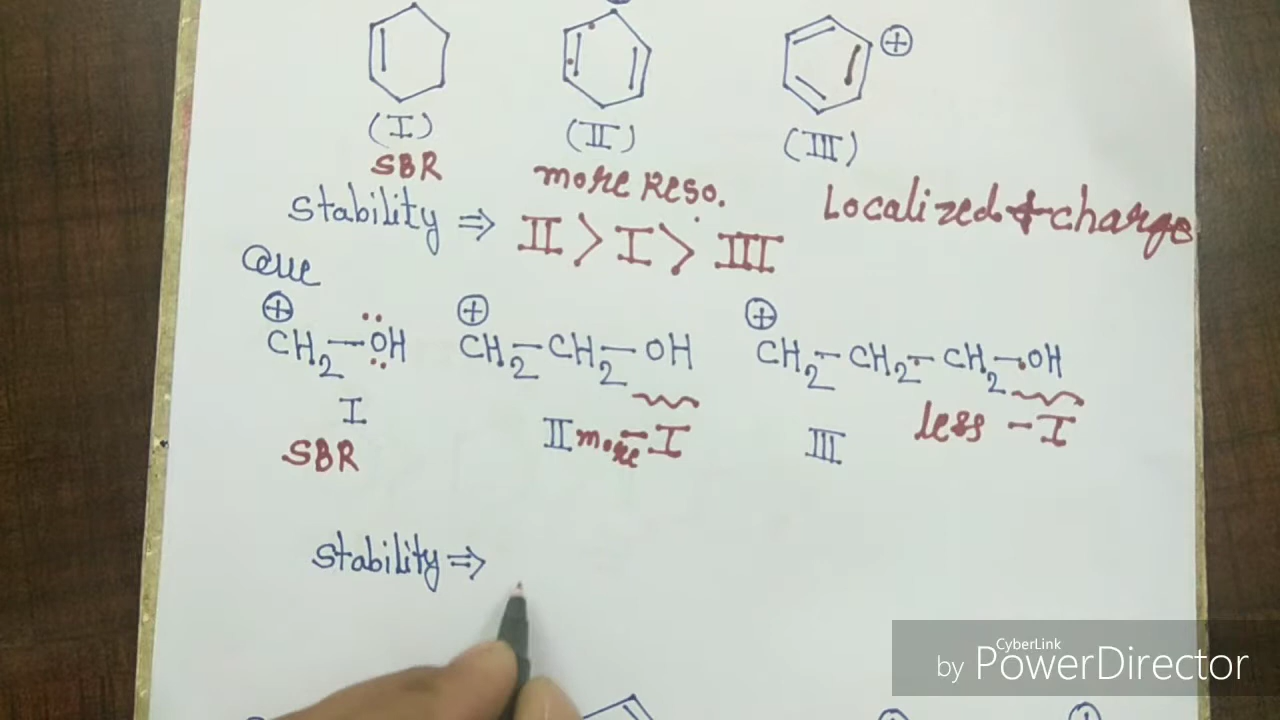 (I) (II) (III) ⊕
SBR more Reso. Localized + charge
Stability ⇒ II > I > III
Que
⊕ ⊕ ⊕
CH2-OH CH2-CH2-OH CH2-CH2-CH2-OH
I II more -I III less -I
SBR
Stability ⇒
CyberLink
by PowerDirector